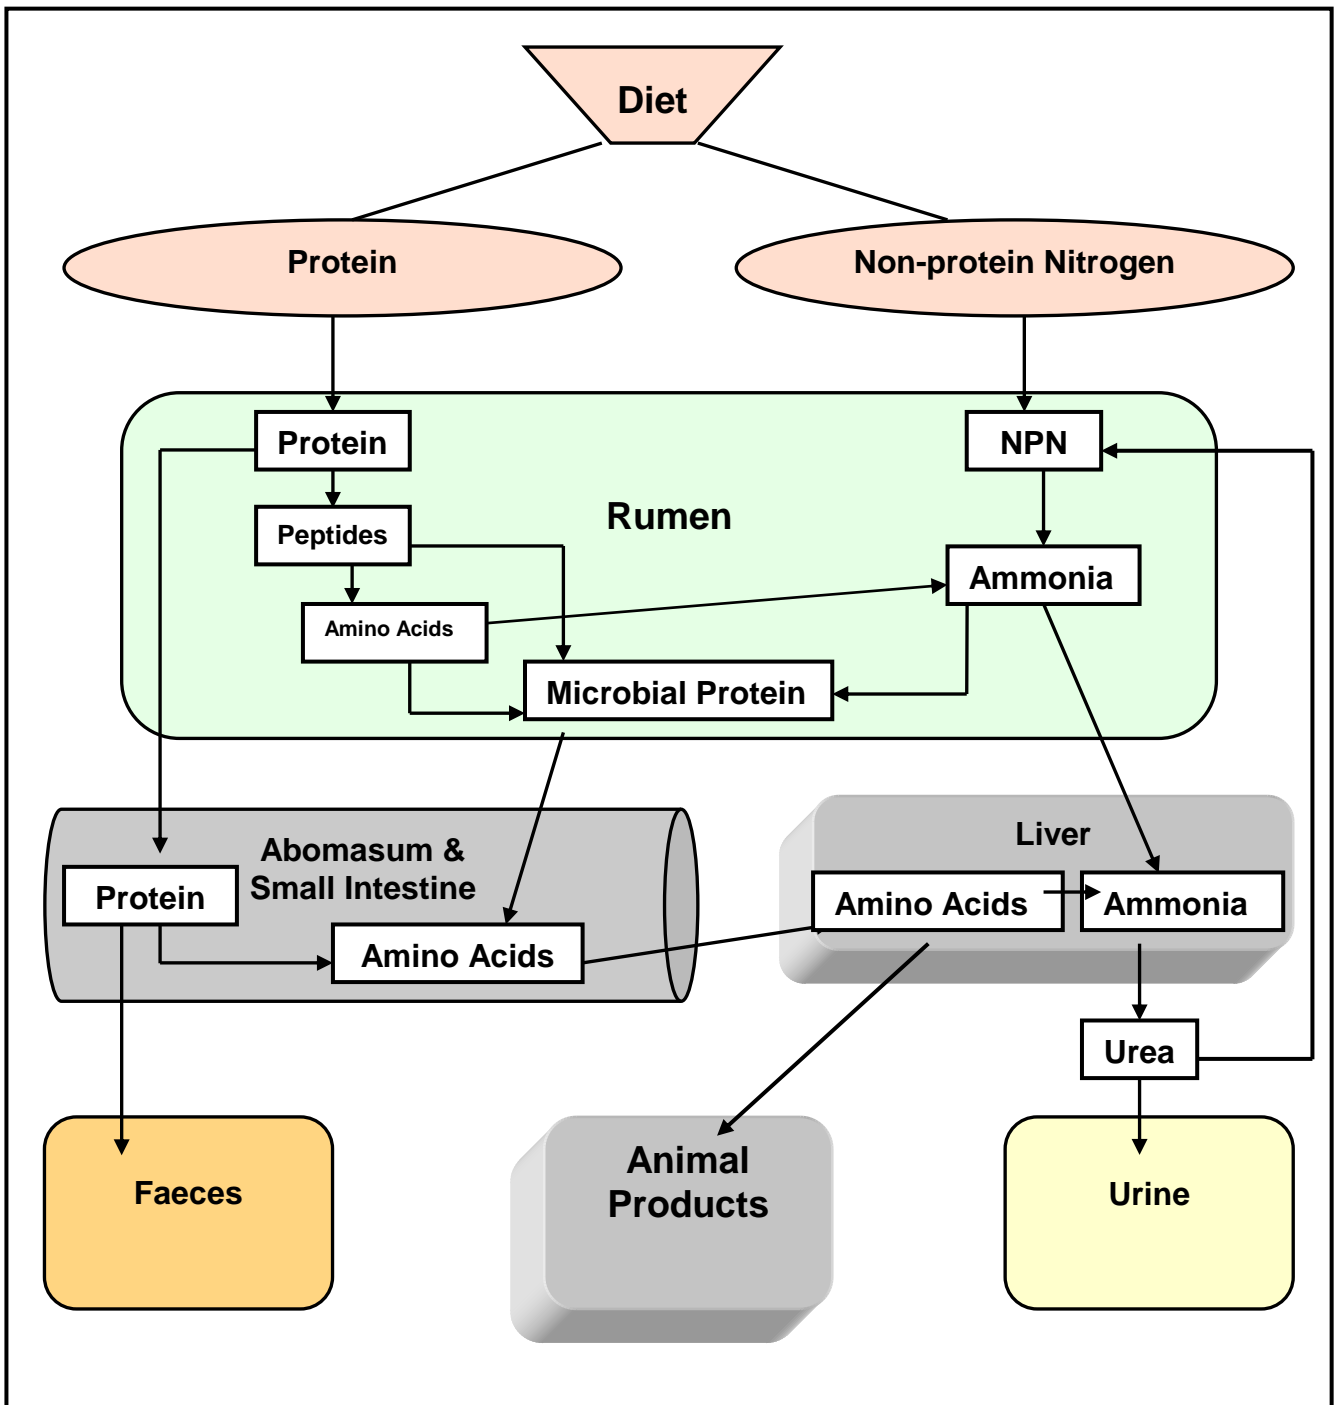 Diet
Protein
Non-protein Nitrogen
Protein
NPN
Peptides
Rumen
Ammonia
Amino Acids
Microbial Protein
Abomasum &
Small Intestine
Protein
Amino Acids
Liver
Amino Acids
Ammonia
Urea
Faeces
Animal
Products
Urine